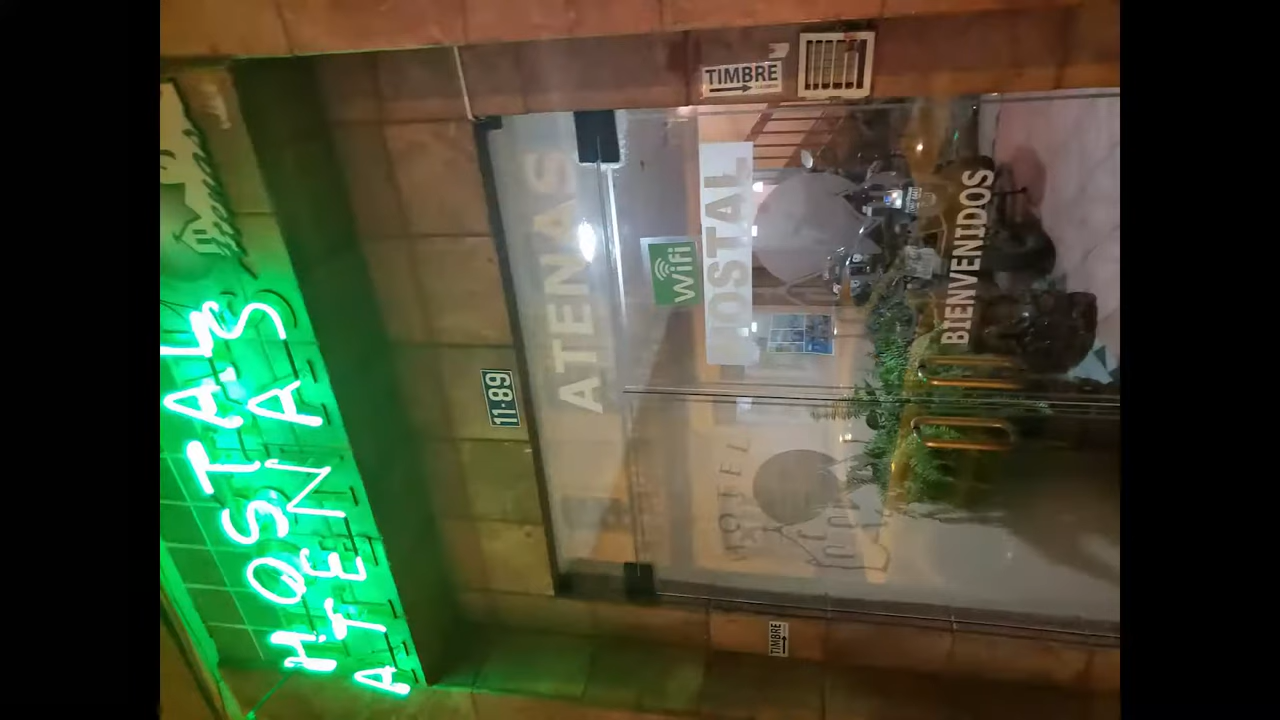 HOSTAL
ATENAS
11-89
ATENAS
Wifi
HOSTAL
HOTEL
BIENVENIDOS
TIMBRE
TIMBRE